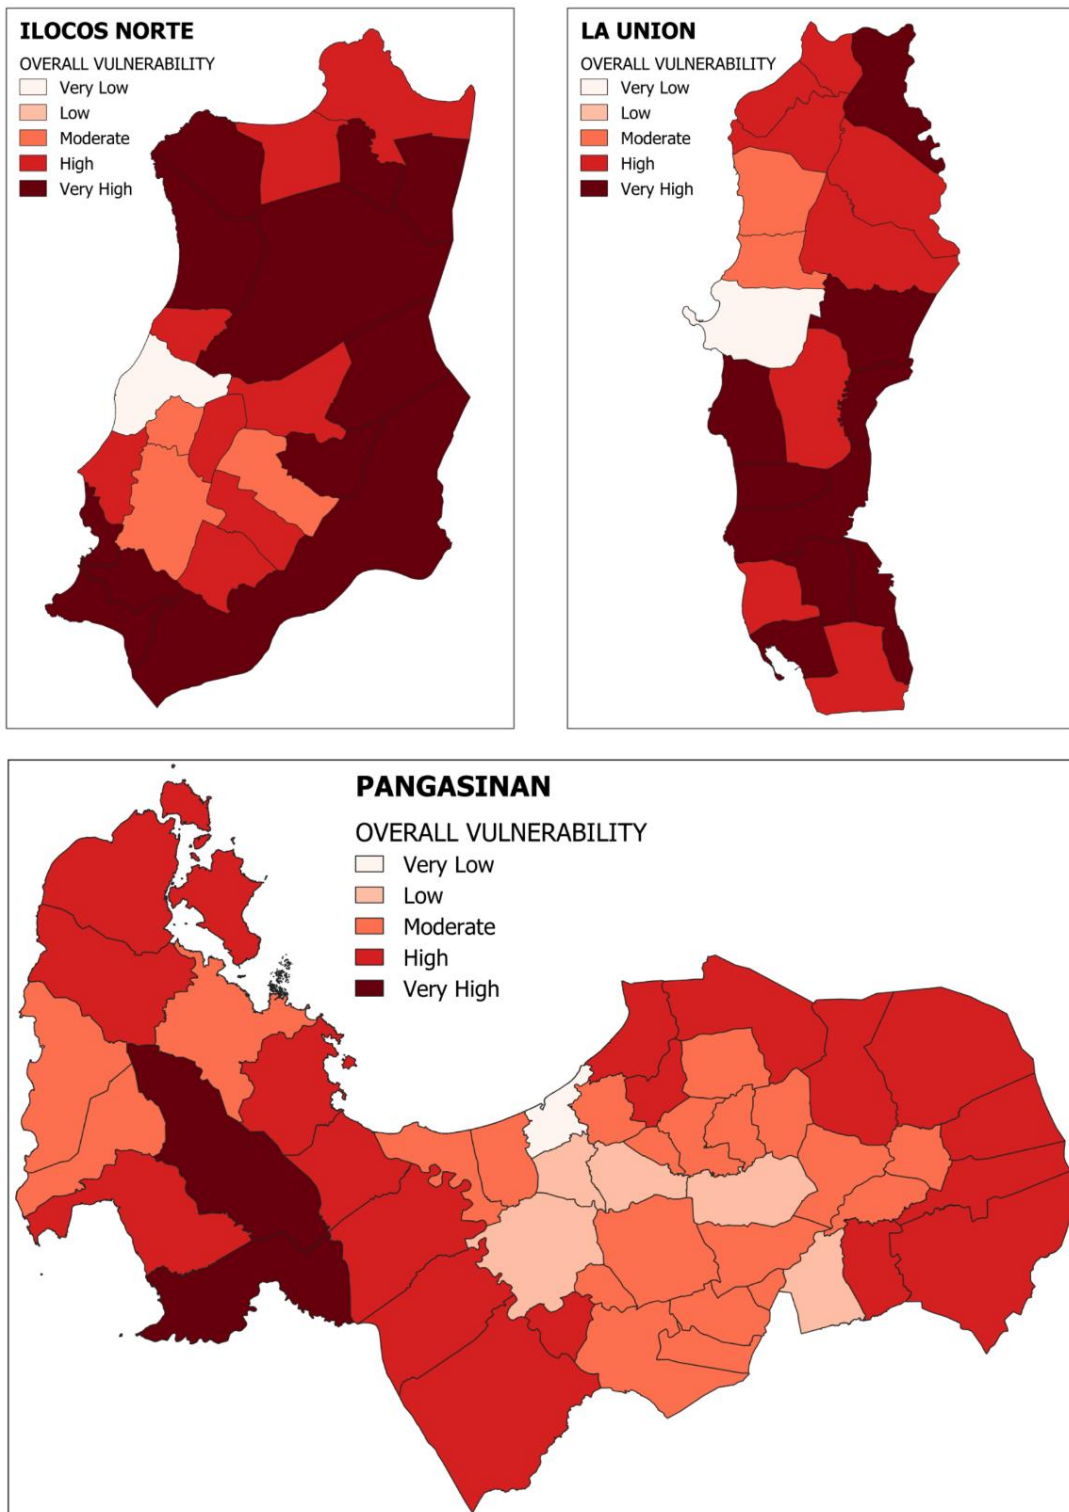 ILOCOS NORTE
OVERALL VULNERABILITY
Very Low
Low
Moderate
High
Very High
LA UNION
OVERALL VULNERABILITY
Very Low
Low
Moderate
High
Very High
PANGASINAN
OVERALL VULNERABILITY
Very Low
Low
Moderate
High
Very High